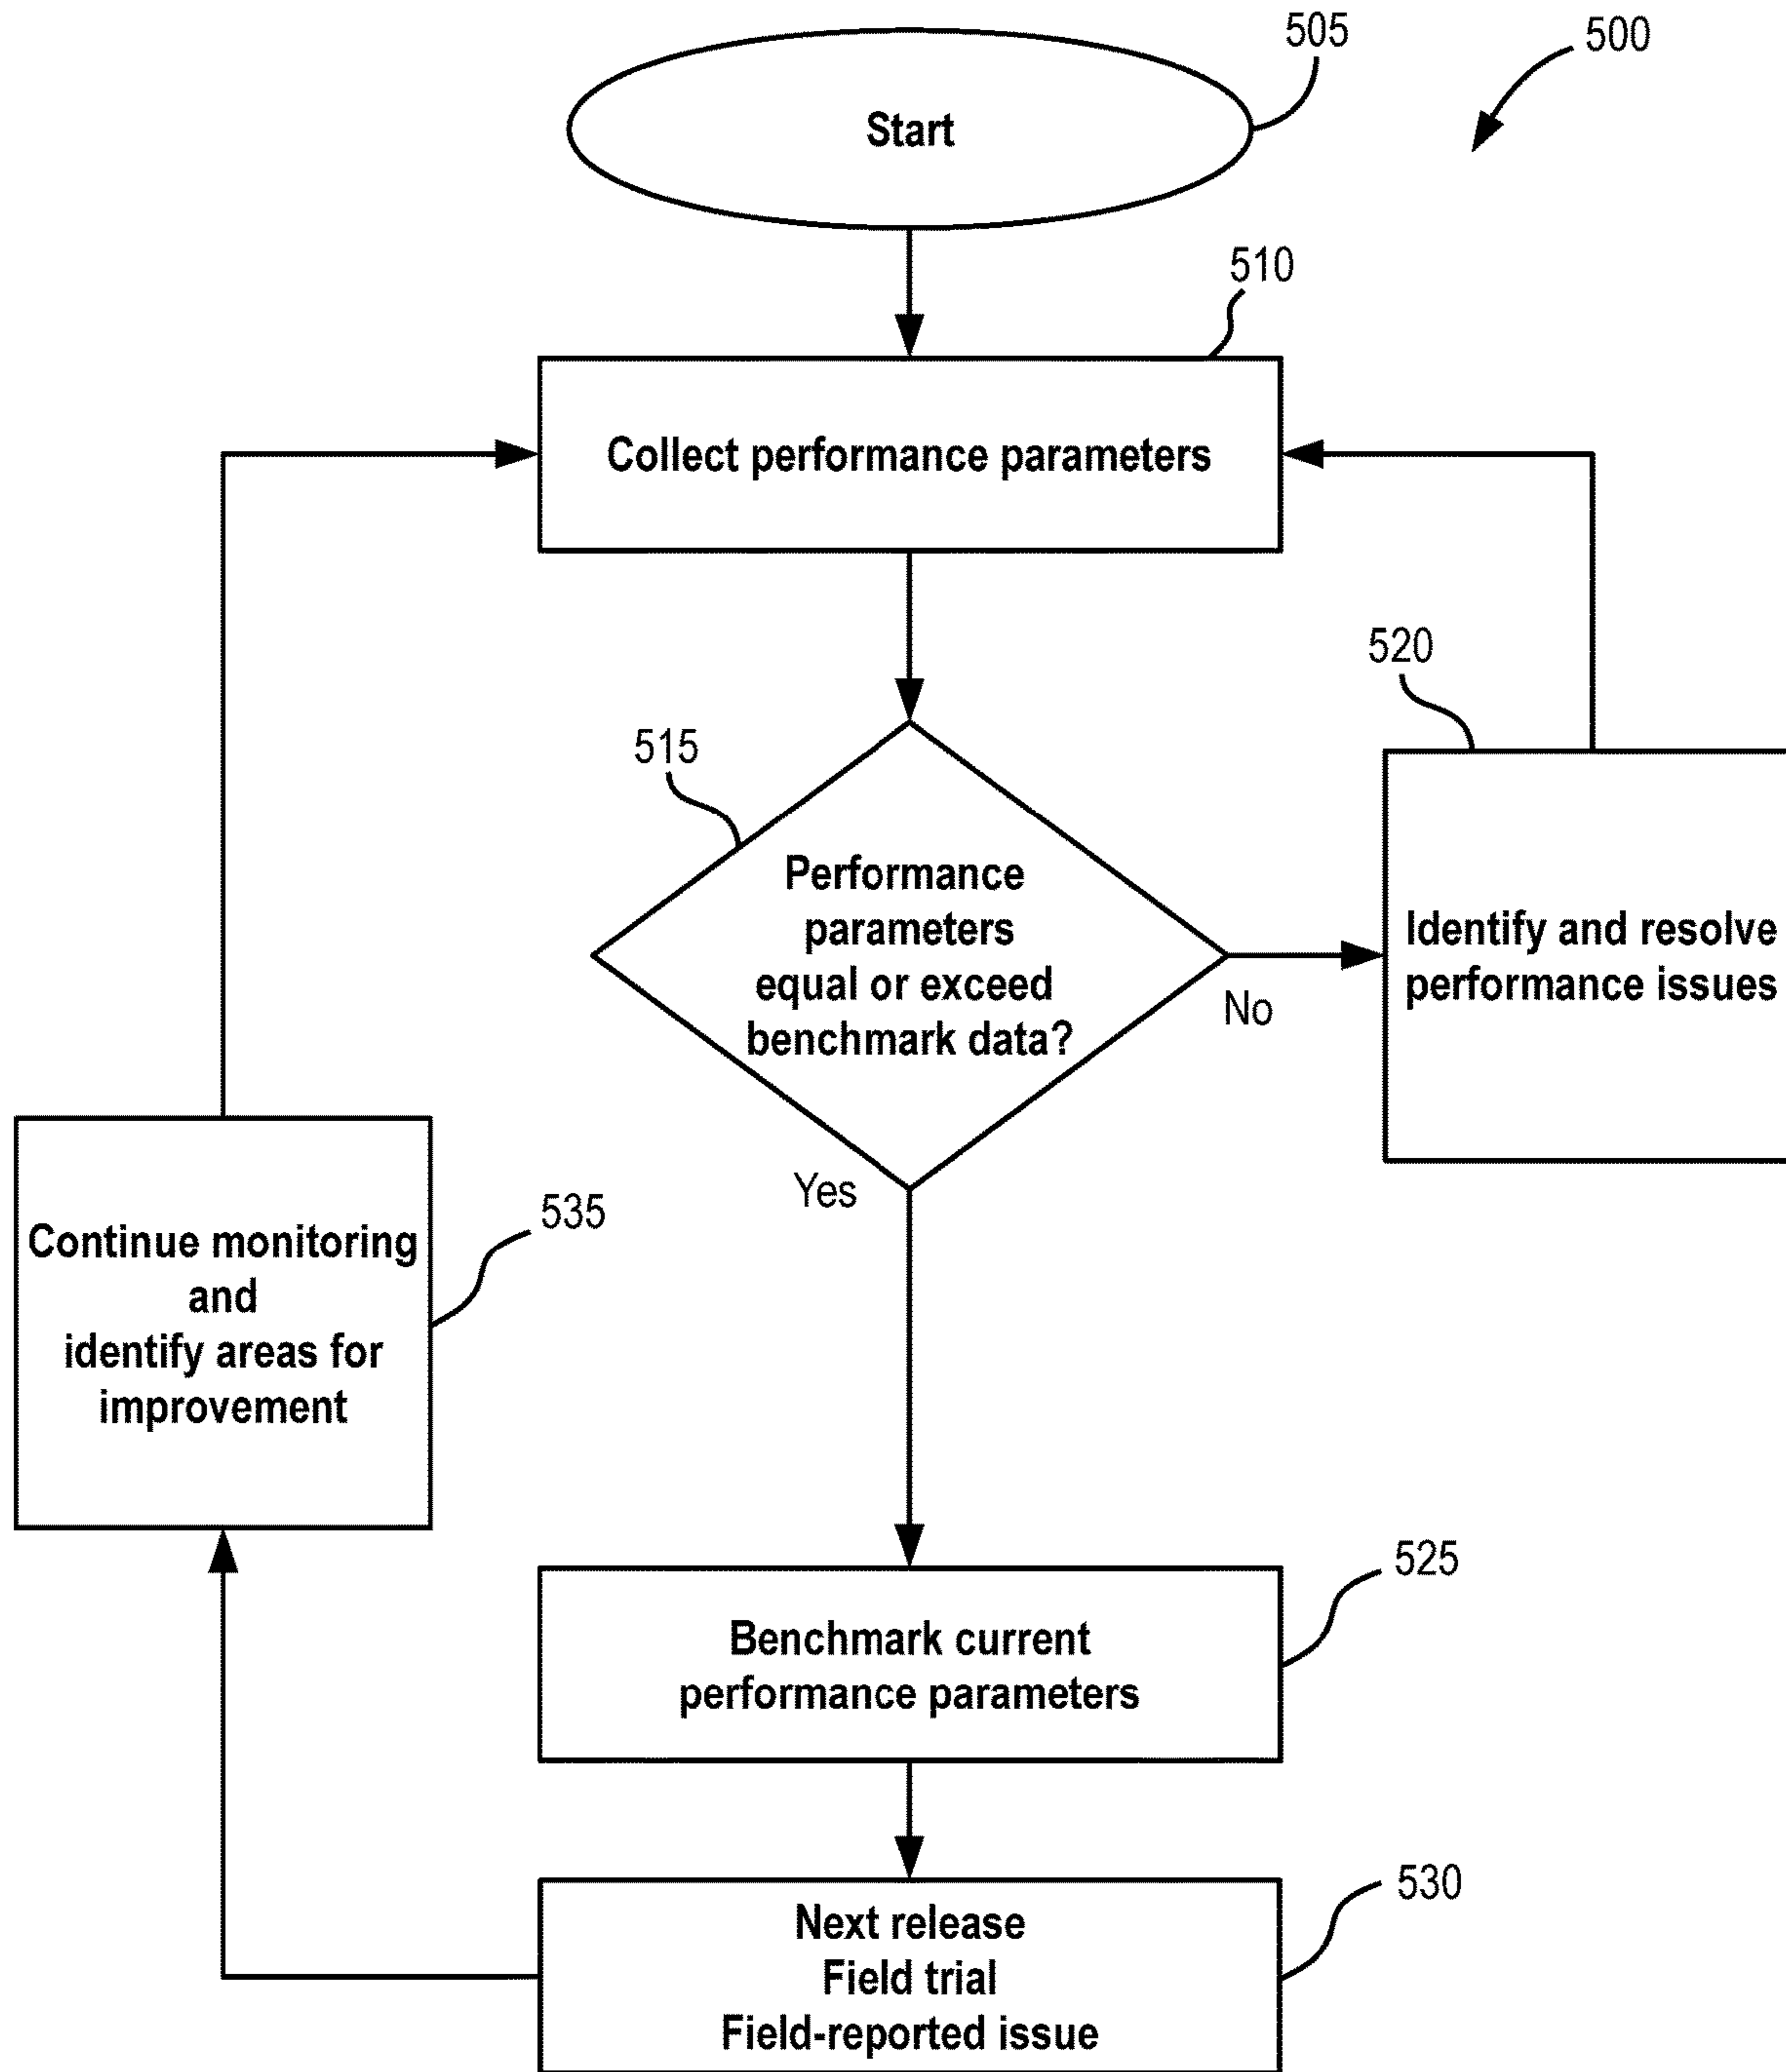 505
500
Start
510
Collect performance parameters
520
515
Performance
parameters
equal or exceed
benchmark data?
No
Identify and resolve
performance issues
Yes
535
Continue monitoring
and
identify areas for
improvement
525
Benchmark current
performance parameters
530
Next release
Field trial
Field-reported issue